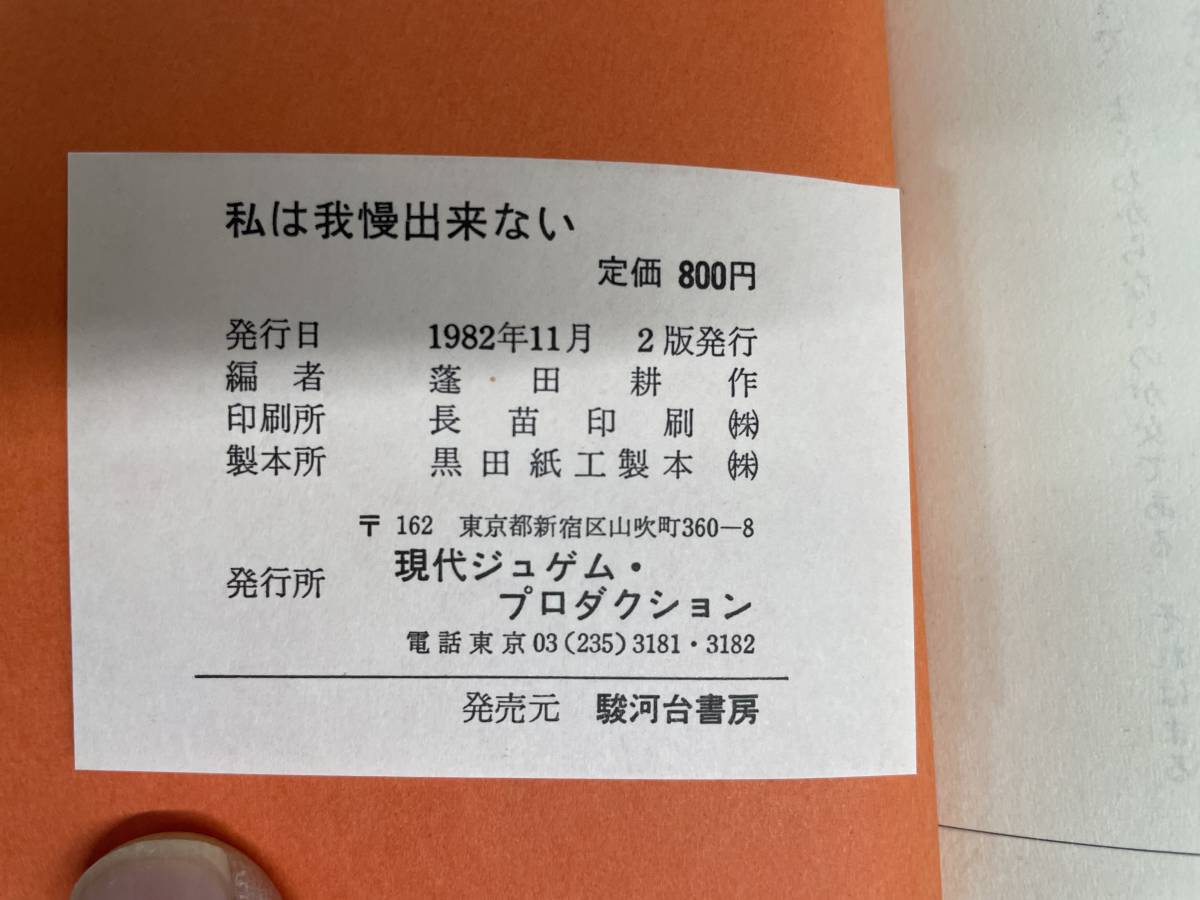 私は我慢出来ない
定価 800円
発行日 1982年11月 2版発行
編者 蓬田耕作
印刷所 長苗印刷㈱
製本所 黒田紙工製本㈱
〒162 東京都新宿区山吹町360－8
発行所 現代ジュゲム・
プロダクション
電話東京03(235)3181・3182
発売元 駿河台書房